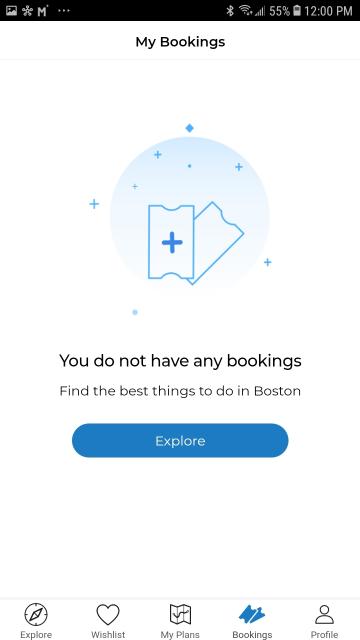 55% 12:00 PM
My Bookings
You do not have any bookings
Find the best things to do in Boston
Explore
Explore Wishlist My Plans Bookings Profile